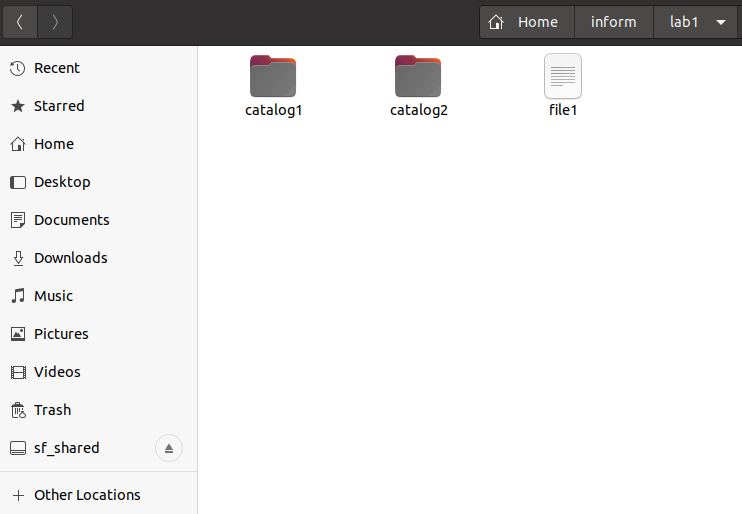 Home inform lab1
Recent
Starred
Home
Desktop
Documents
Downloads
Music
Pictures
Videos
Trash
sf_shared
Other Locations
catalog1 catalog2 file1